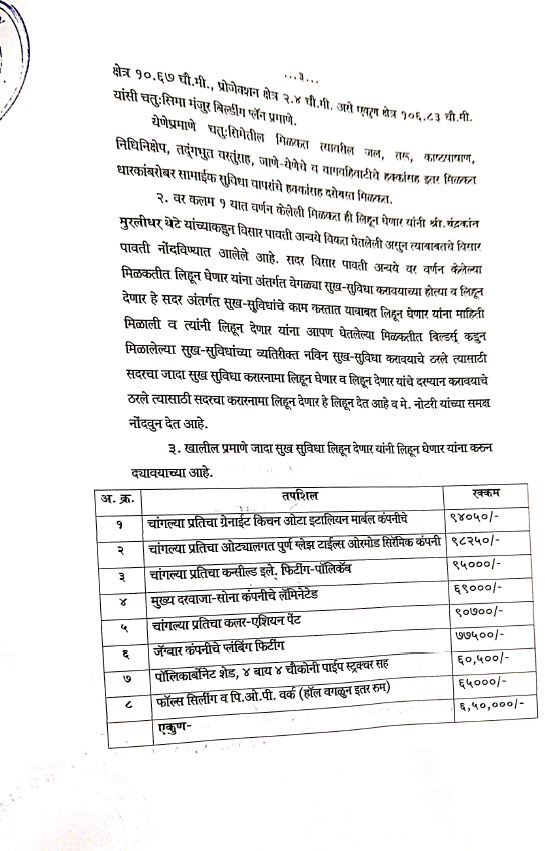 ...३...
क्षेत्र १०.६७ चौ.मी., प्रोजेक्शन क्षेत्र २.४ चौ.मी. असे एकूण क्षेत्र १०६.८३ चौ.मी.
यांसी चतु:सिमा मंजुर बिल्डींग प्लॅन प्रमाणे.
येणेप्रमाणे चतु:सिमेतील मिळकत त्यावरील जल, तरू, काष्टपाषाण,
निधिनिक्षेप, तदंगभुत वस्तुंसह, जाणे-येणेचे व वागवहिवाटीचे हक्कांसह इतर मिळकत
धारकांबरोबर सामाईक सुविधा वापराचे हक्कांसह दरोबस्त मिळकत.
२. वर कलम १ यात वर्णन केलेली मिळकत ही लिहून घेणार यांनी श्री.चंद्रकांत
मुरलीधर थेटे यांच्याकडुन विसार पावती अन्वये विकत घेतलेली असुन त्याबाबतचे विसार
पावती नोंदविण्यात आलेले आहे. सदर विसार पावती अन्वये वर वर्णन केलेल्या
मिळकतीत लिहून घेणार यांना अंतर्गत वेगळ्या सुख-सुविधा करावयाच्या होत्या व लिहून
देणार हे सदर अंतर्गत सुख-सुविधांचे काम करतात याबाबत लिहून घेणार यांना माहिती
मिळाली व त्यांनी लिहून देणार यांना आपण घेतलेल्या मिळकतीत बिल्डर्स् कडुन
मिळालेल्या सुख-सुविधांच्या व्यतिरीक्त नविन सुख-सुविधा करावयाचे ठरले त्यासाठी
सदरचा जादा सुख सुविधा करारनामा लिहून घेणार व लिहून देणार यांचे दरम्यान करावयाचे
ठरले त्यासाठी सदरचा करारनामा लिहून देणार हे लिहून देत आहे व मे. नोटरी यांच्या समक्ष
नोंदवुन देत आहे.
३. खालील प्रमाणे जादा सुख सुविधा लिहून देणार यांनी लिहून घेणार यांना करुन
द्यावयाच्या आहे.
अ. क्र. तपशिल रक्कम
१ चांगल्या प्रतिचा ग्रेनाईट किचन ओटा इटालियन मार्बल कंपनीचे ९४०५०/-
२ चांगल्या प्रतिचा ओट्यालगत पुर्ण ग्लेझ टाईल्स ओरमोड सिरॅमिक कंपनी ९८२५०/-
३ चांगल्या प्रतिचा कन्सील्ड इले. फिटींग-पॉलिकॅब ९५०००/-
४ मुख्य दरवाजा-सोना कंपनीचे लॅमिनेटेड ६९०००/-
५ चांगल्या प्रतिचा कलर-एशियन पेंट ९०७००/-
६ जॅग्वार कंपनीचे प्लंबिंग फिटींग ७७५००/-
७ पॉलिकार्बोनेट शेड, ४ बाय ४ चौकोनी पाईप स्ट्रक्चर सह ६०,५००/-
८ फॉल्स सिलींग व पि.ओ.पी. वर्क (हॉल वगळुन इतर रुम) ६५०००/-
एकुण- ६,५०,०००/-